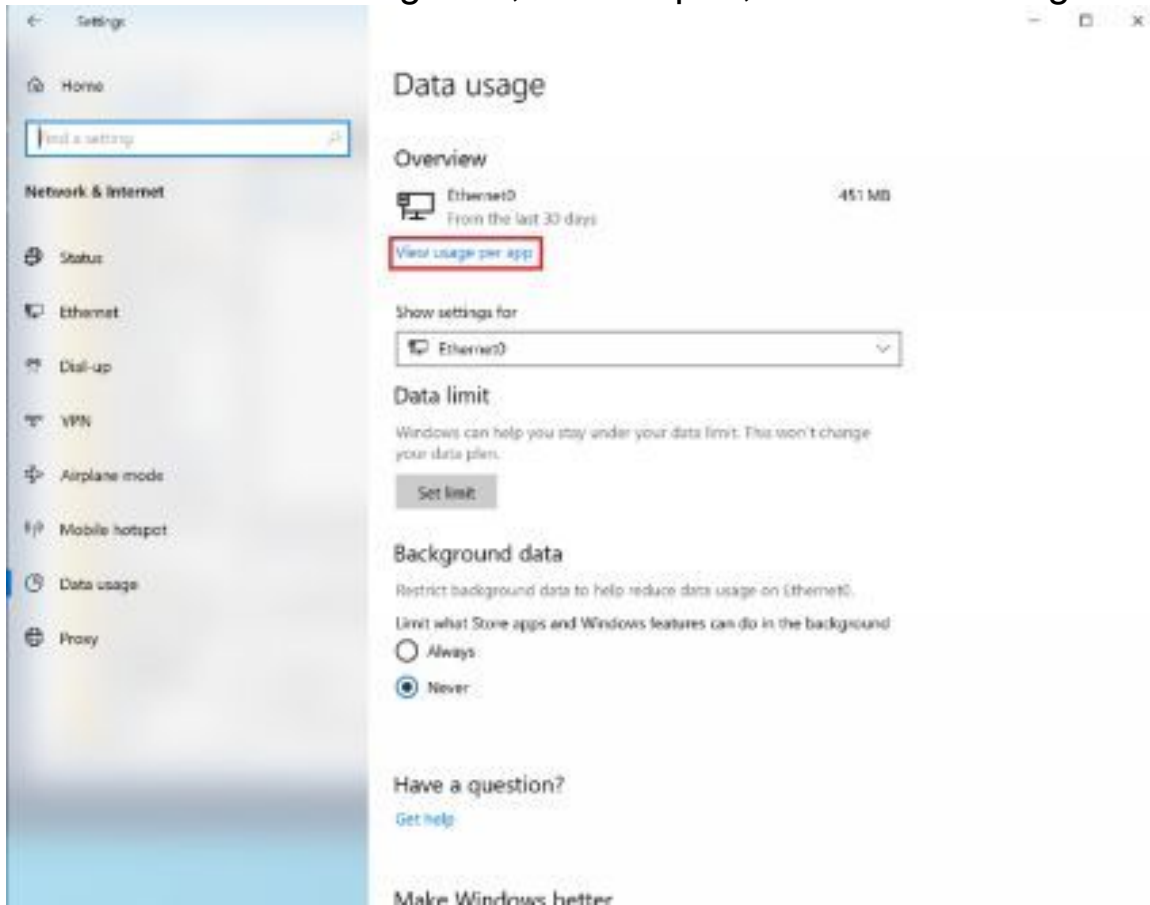 Settings
Home
Find a setting
Network & Internet
Status
Ethernet
Dial-up
VPN
Airplane mode
Mobile hotspot
Data usage
Proxy
Data usage
Overview
Ethernet0
451 MB
From the last 30 days
View usage per app
Show settings for
Ethernet0
Data limit
Windows can help you stay under your data limit. This won't change
your data plan.
Set limit
Background data
Restrict background data to help reduce data usage on Ethernet0.
Limit what Store apps and Windows features can do in the background
Always
Never
Have a question?
Get help
Make Windows better